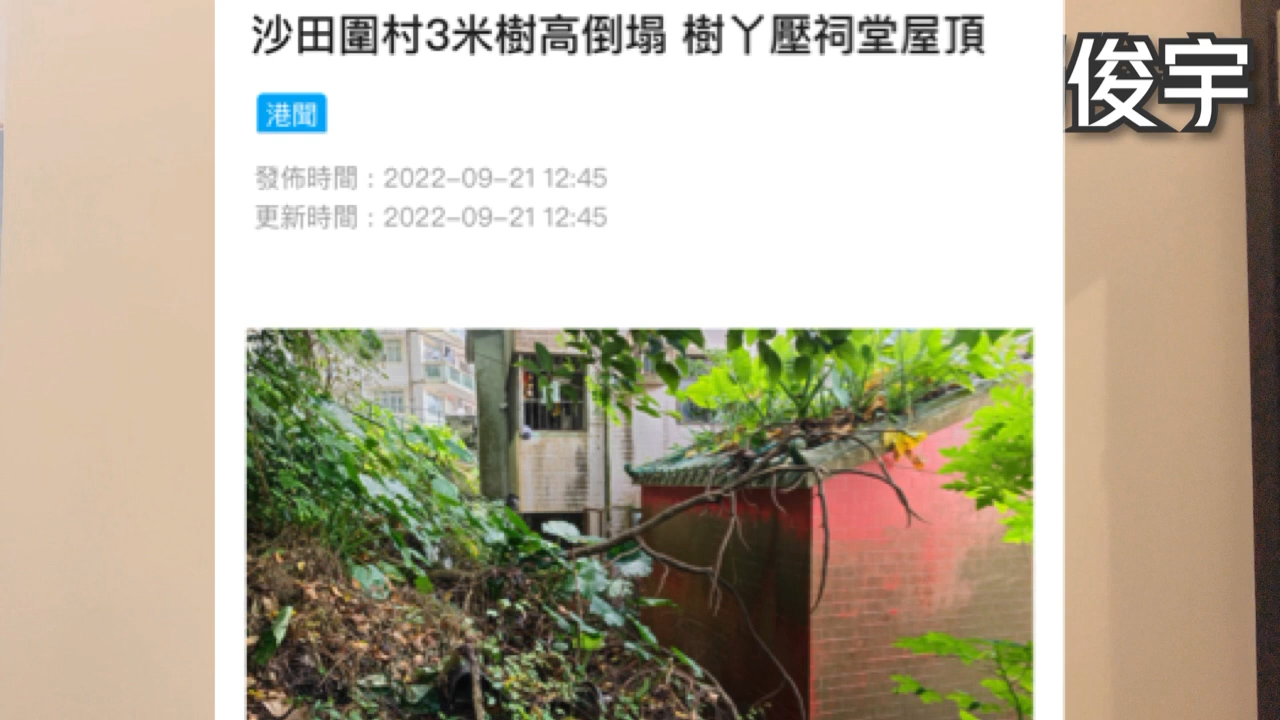 沙田圍村3米樹高倒塌 樹丫壓祠堂屋頂
俊宇
港聞
發佈時間：2022-09-21 12:45
更新時間：2022-09-21 12:45